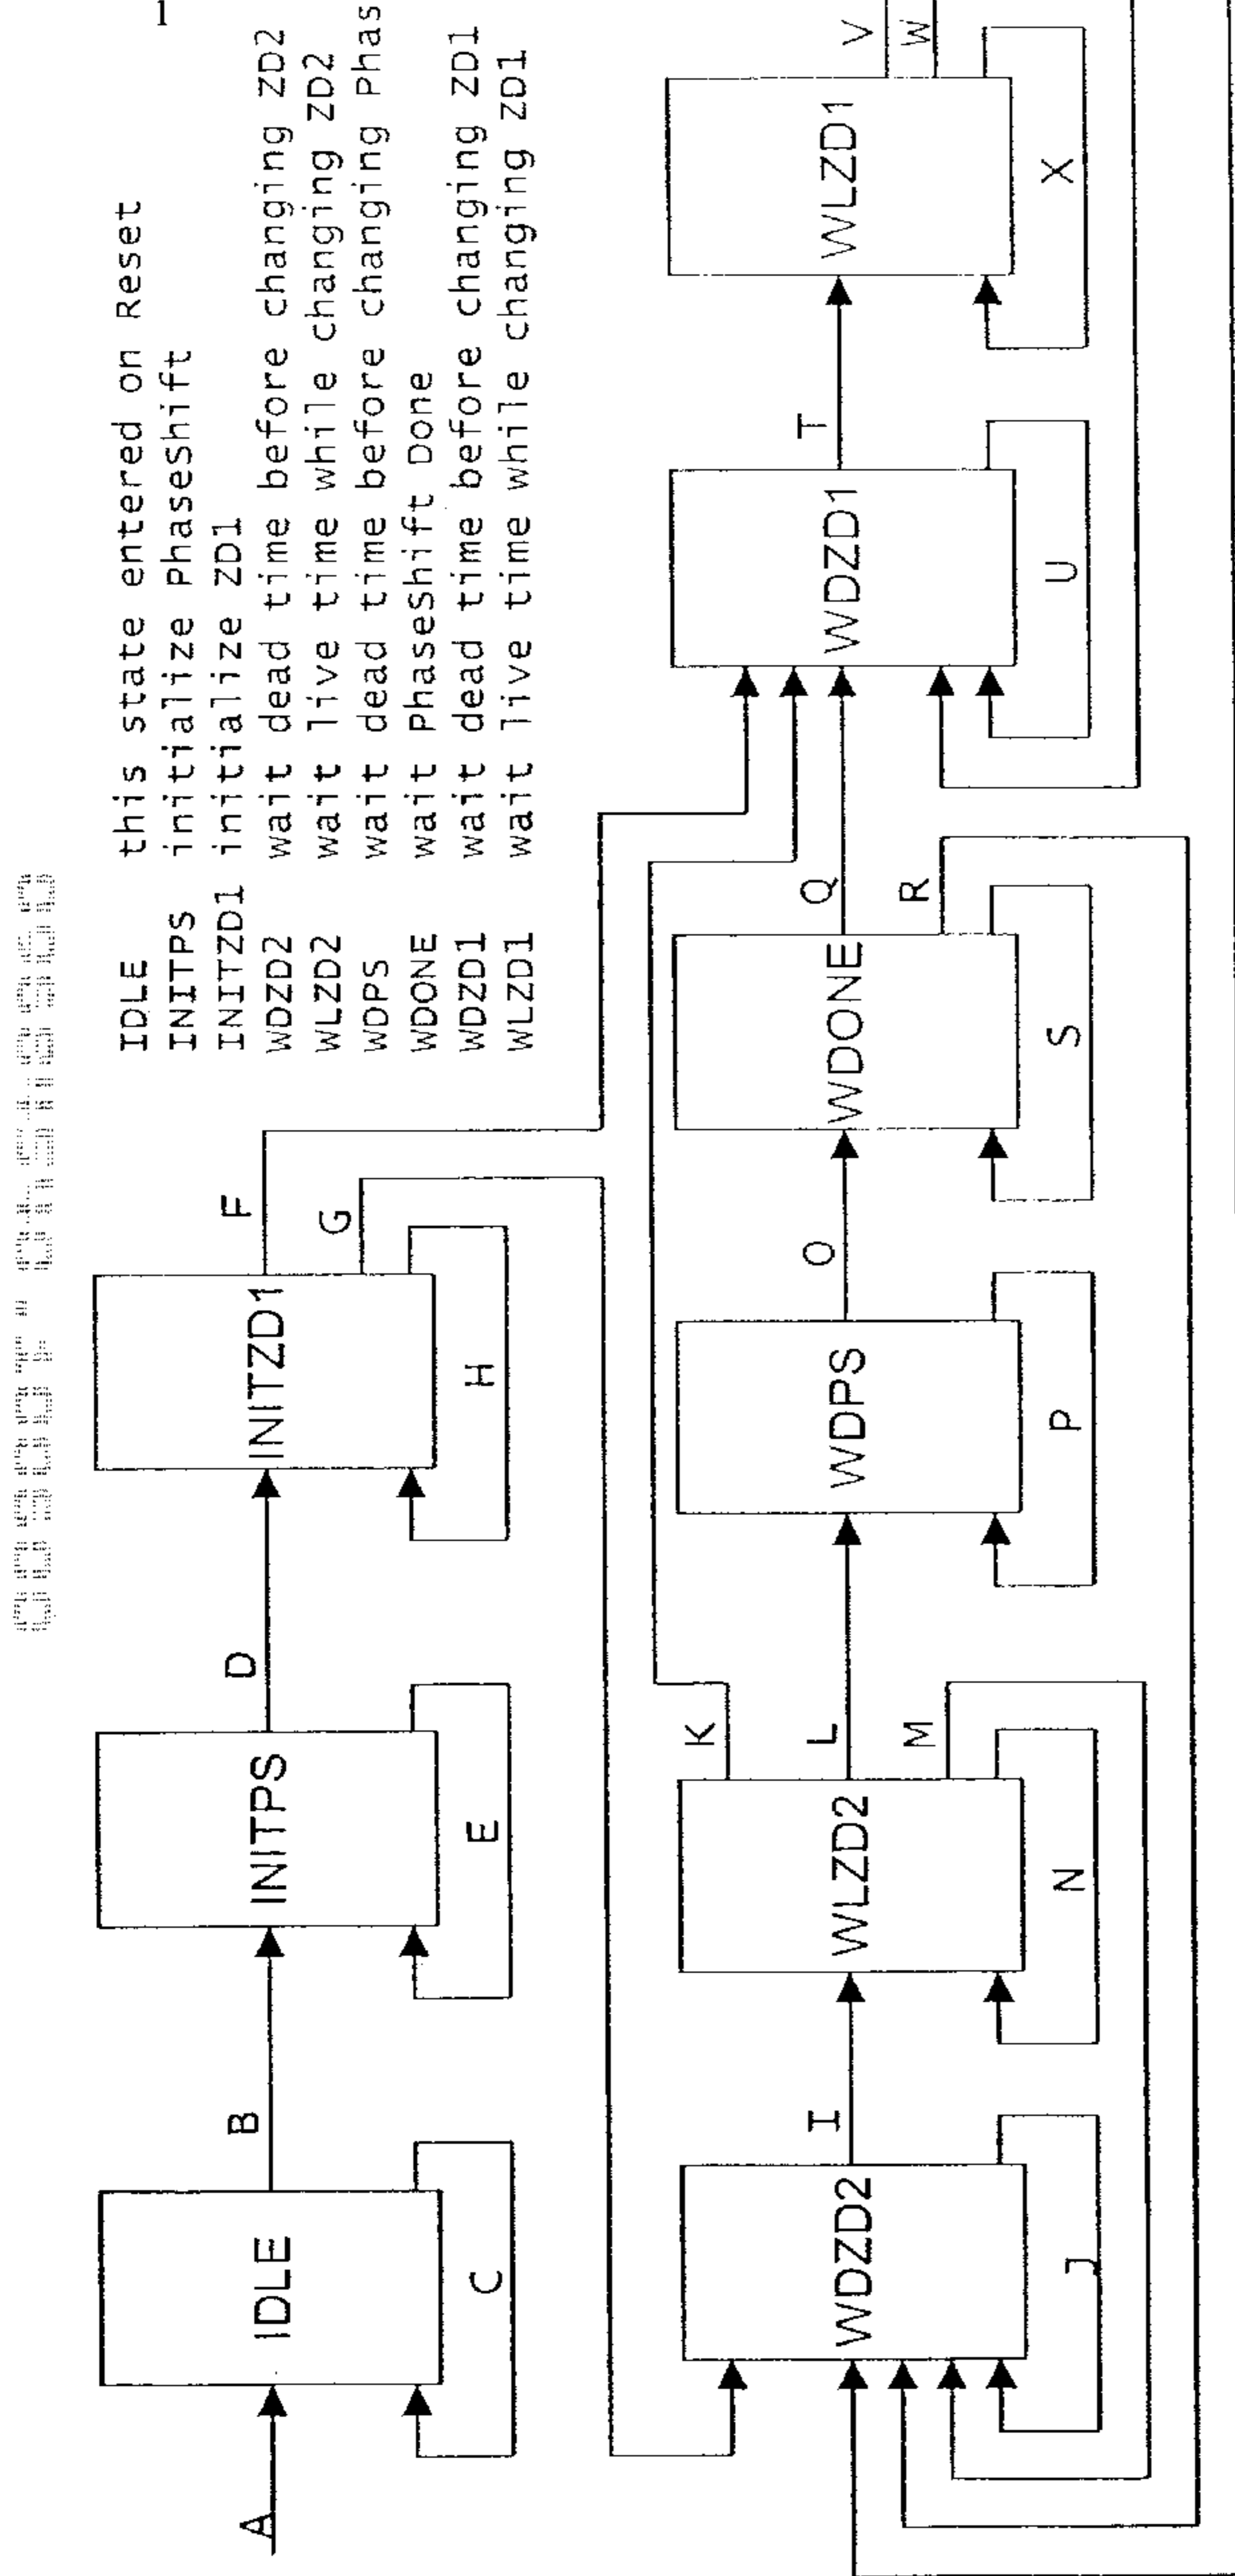 1
IDLE this state entered on Reset
INITPS initialize PhaseShift
INITZD1 initialize ZD1
WDZD2 wait dead time before changing ZD2
WLZD2 wait live time while changing ZD2
WDPS wait dead time before changing Phas
WDONE wait PhaseShift Done
WDZD1 wait dead time before changing ZD1
WLZD1 wait live time while changing ZD1
A
IDLE
B
C
INITPS
D
E
INITZD1
F
G
H
WDZD2
I
J
WLZD2
K
L
M
N
WDPS
O
P
WDONE
Q
R
S
WDZD1
T
U
WLZD1
V
W
X